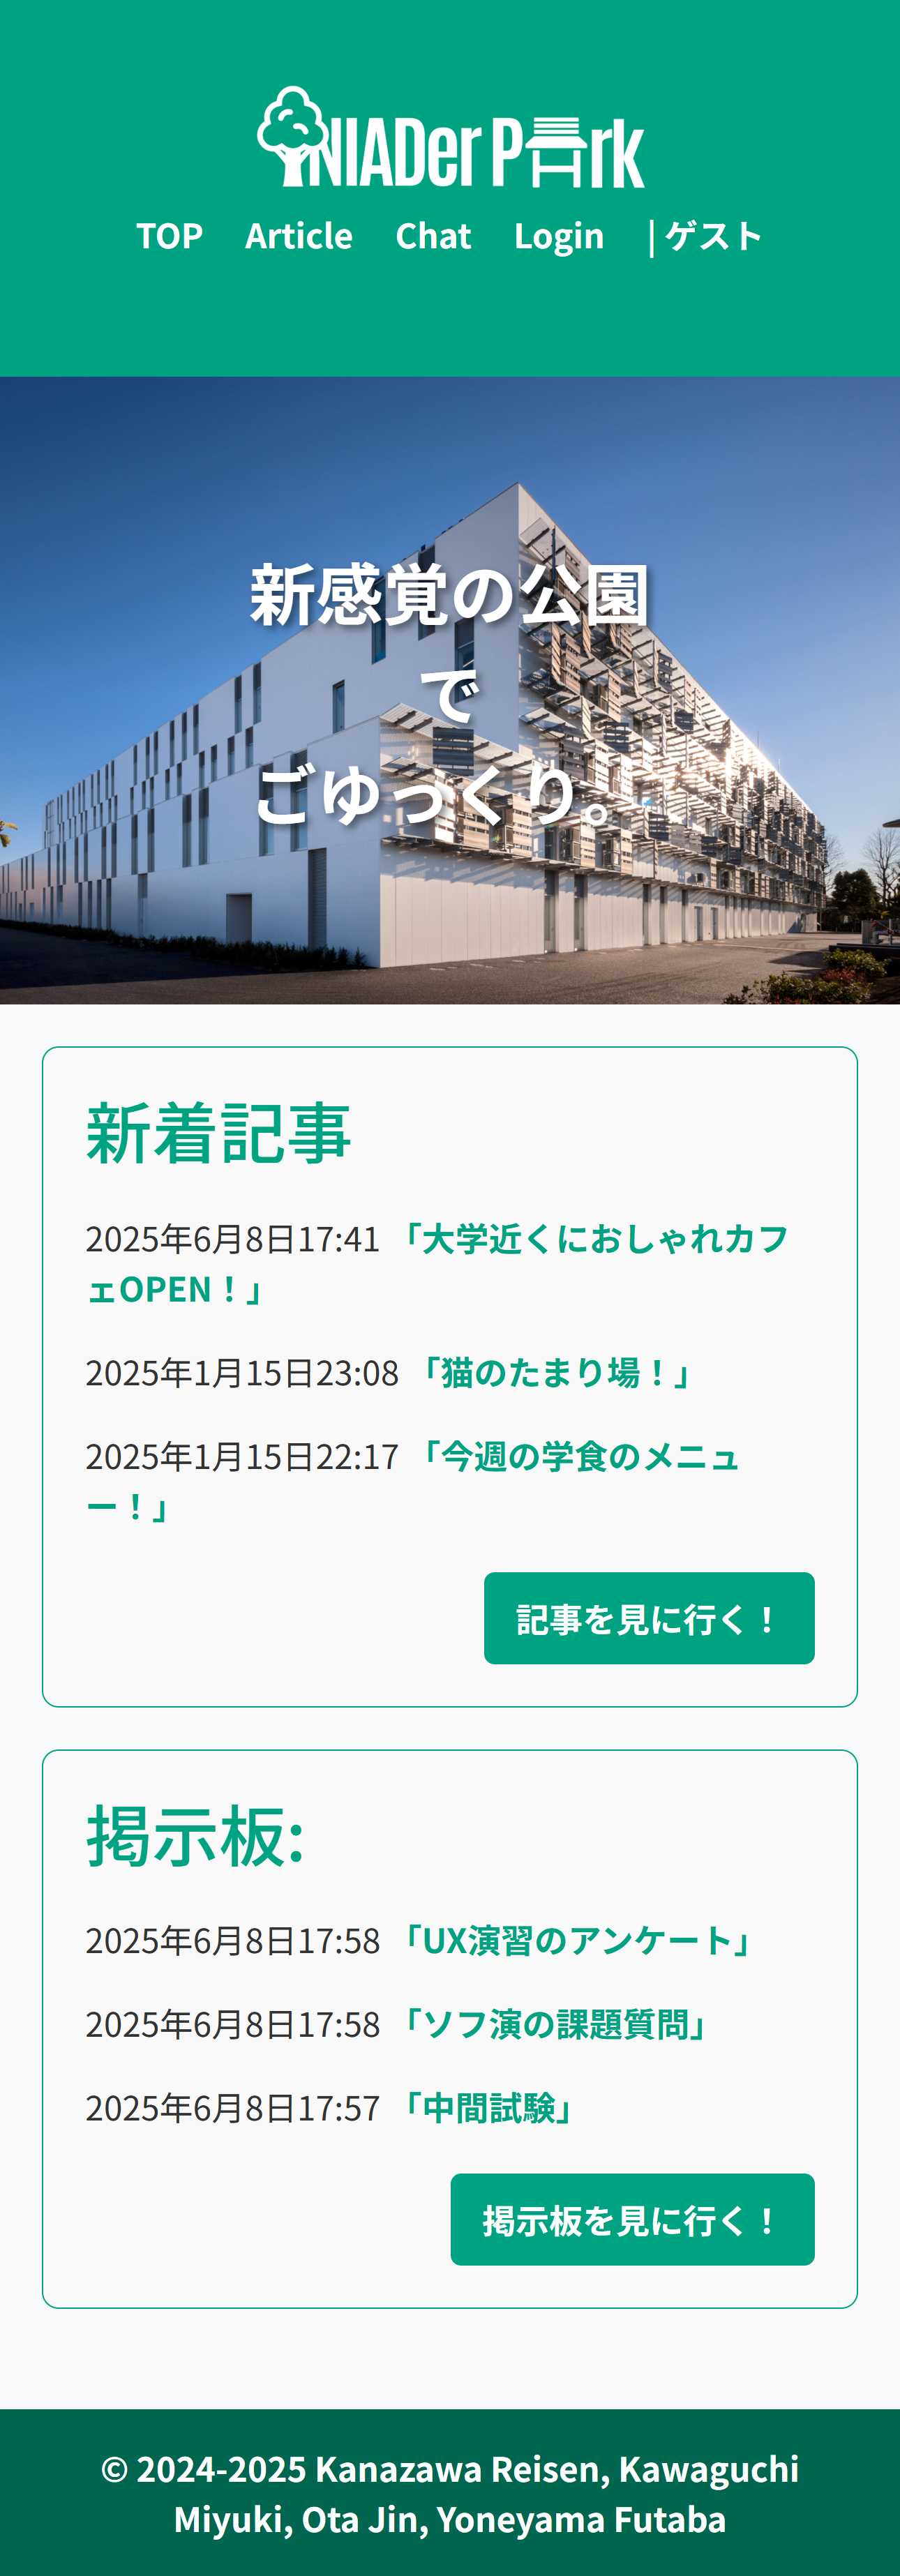 NIADer Park
TOP Article Chat Login | ゲスト
新感覚の公園
で
ごゆっくり。
新着記事
2025年6月8日17:41 「大学近くにおしゃれカフ
ェOPEN！」
2025年1月15日23:08 「猫のたまり場！」
2025年1月15日22:17 「今週の学食のメニュ
ー！」
記事を見に行く！
掲示板:
2025年6月8日17:58 「UX演習のアンケート」
2025年6月8日17:58 「ソフ演の課題質問」
2025年6月8日17:57 「中間試験」
掲示板を見に行く！
© 2024-2025 Kanazawa Reisen, Kawaguchi
Miyuki, Ota Jin, Yoneyama Futaba